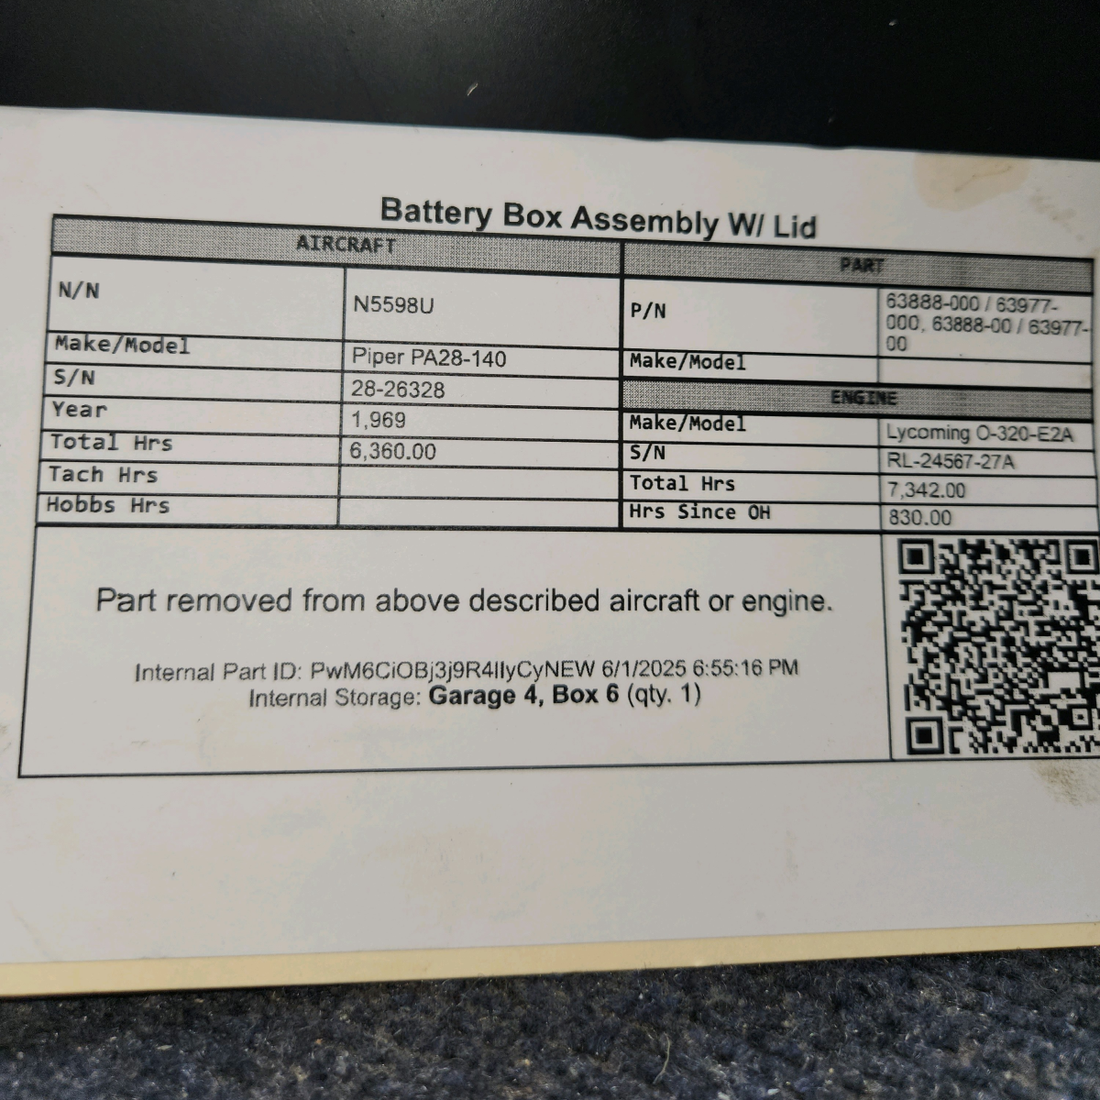 Battery Box Assembly W/ Lid
AIRCRAFT
N/N N5598U
Make/Model Piper PA28-140
S/N 28-26328
Year 1,969
Total Hrs 6,360.00
Tach Hrs
Hobbs Hrs
PART
P/N 63888-000 / 63977-
000, 63888-00 / 63977-
00
Make/Model
ENGINE
Make/Model Lycoming O-320-E2A
S/N RL-24567-27A
Total Hrs 7,342.00
Hrs Since OH 830.00
Part removed from above described aircraft or engine.
Internal Part ID: PwM6CiOBj3j9R4IIyCyNEW 6/1/2025 6:55:16 PM
Internal Storage: Garage 4, Box 6 (qty. 1)